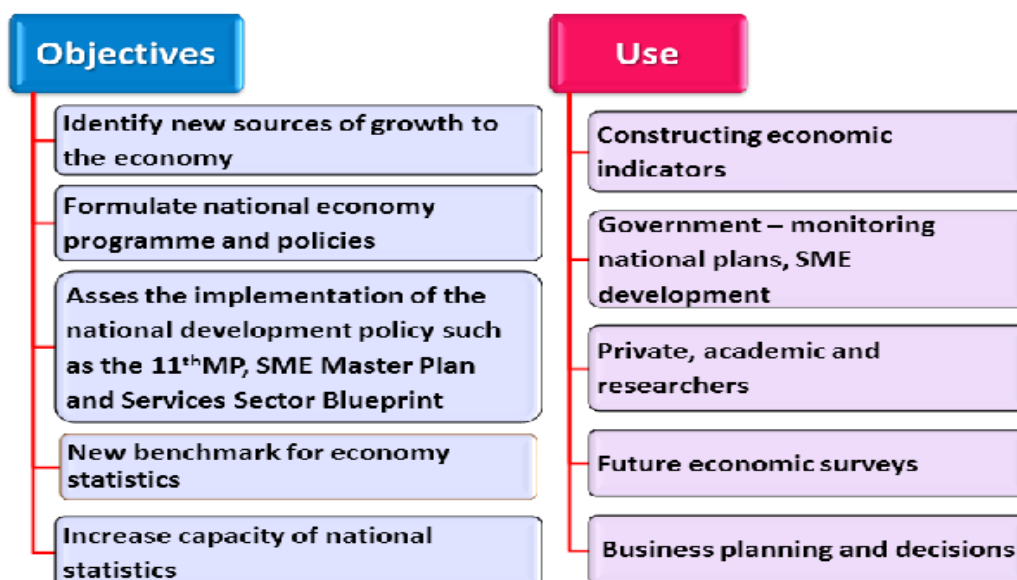 Objectives
Identify new sources of growth to
the economy
Formulate national economy
programme and policies
Asses the implementation of the
national development policy such
as the 11thMP, SME Master Plan
and Services Sector Blueprint
New benchmark for economy
statistics
Increase capacity of national
statistics
Use
Constructing economic
indicators
Government – monitoring
national plans, SME
development
Private, academic and
researchers
Future economic surveys
Business planning and decisions